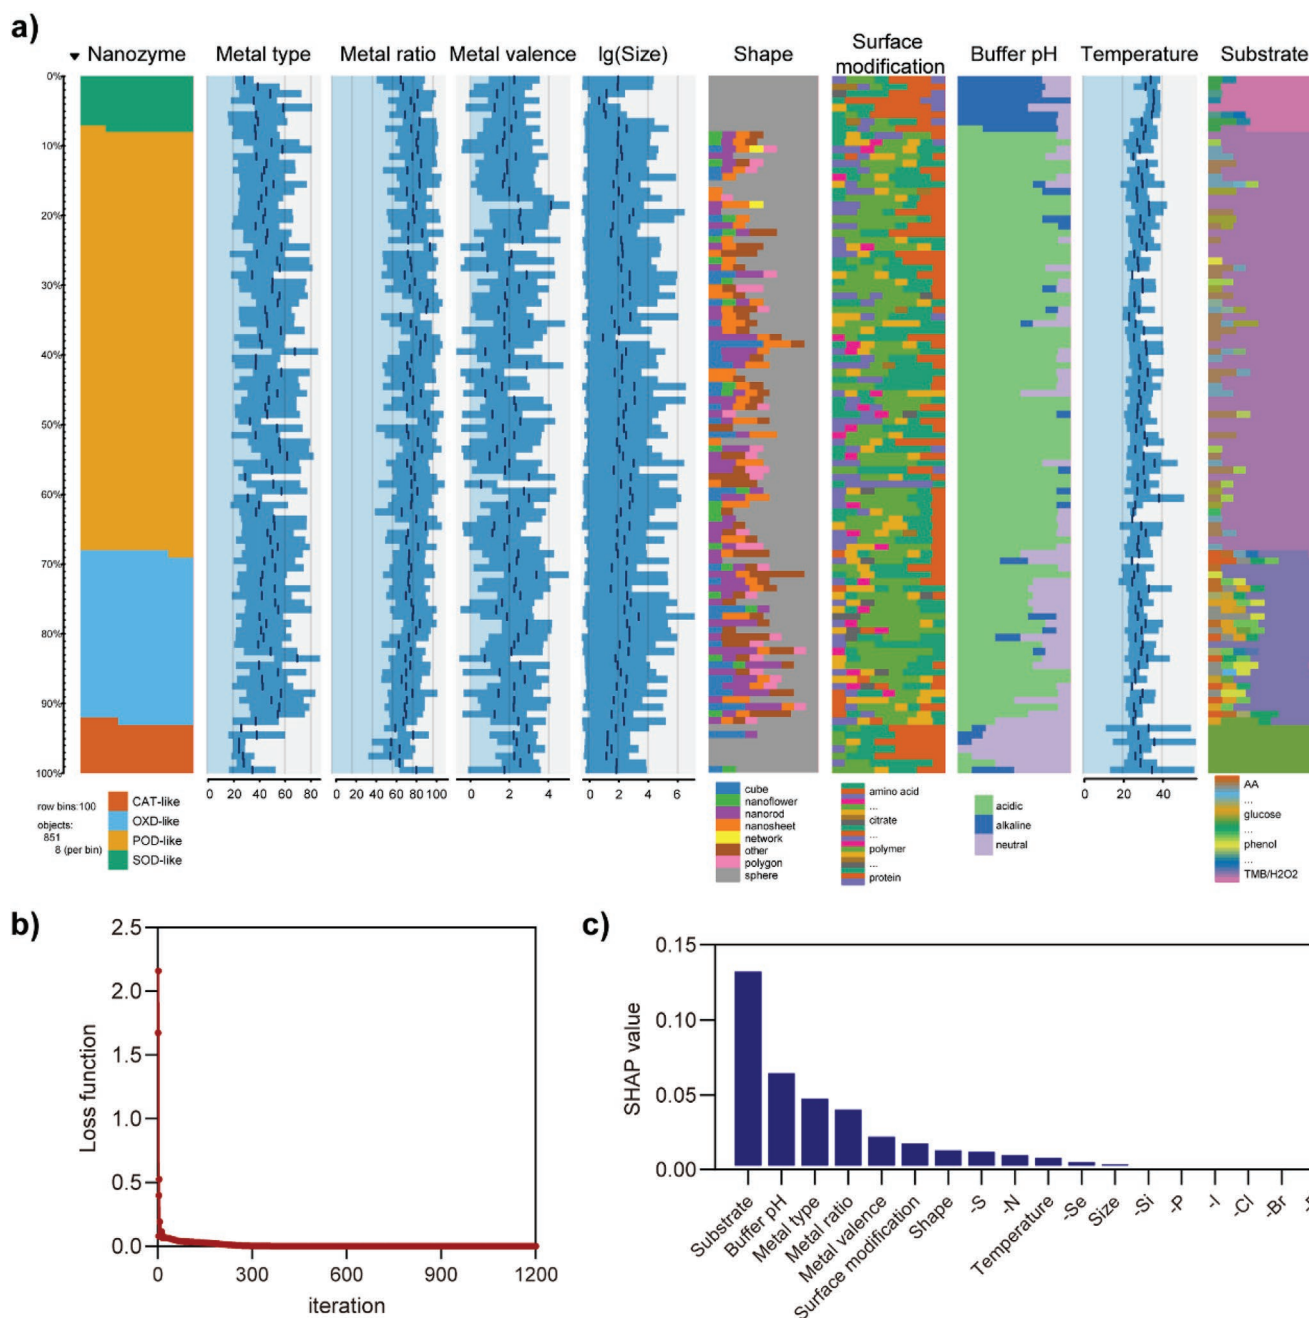 a)
Nanozyme
Metal type
Metal ratio
Metal valence
lg(Size)
Shape
Surface
modification
Buffer pH
Temperature
Substrate
0%
10%
20%
30%
40%
50%
60%
70%
80%
90%
100%
0 20 40 60 80
0 20 40 60 80 100
0 2 4
0 2 4 6
20 40
row bins:100
objects:
851
8 (per bin)
CAT-like
OXD-like
POD-like
SOD-like
cube
nanoflower
nanorod
nanosheet
network
other
polygon
sphere
amino acid
...
citrate
...
polymer
...
protein
acidic
alkaline
neutral
AA
...
glucose
...
phenol
...
TMB/H2O2
b)
Loss function
2.5
2.0
1.5
1.0
0.5
0.0
0 300 600 900 1200
iteration
c)
SHAP value
0.15
0.10
0.05
0.00
Substrate
Buffer pH
Metal type
Metal ratio
Metal valence
Surface modification
Shape
-S
-N
Temperature
-Se
Size
-Si
-P
-I
-Cl
-Br